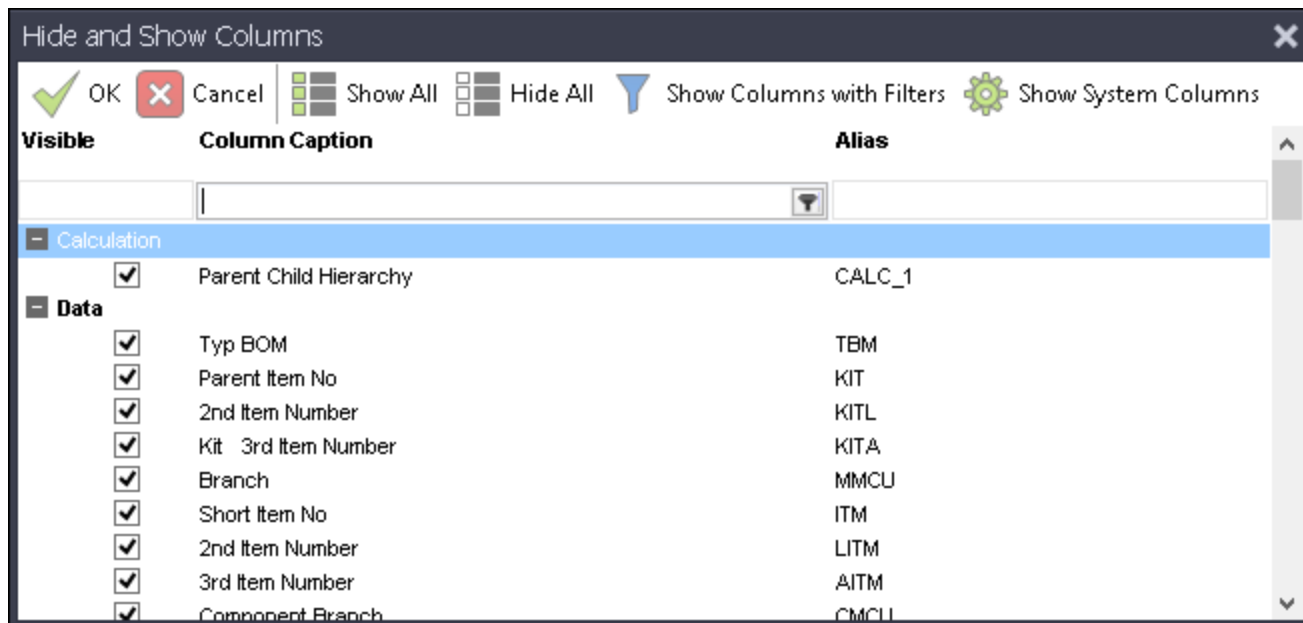 Hide and Show Columns
OK Cancel Show All Hide All Show Columns with Filters Show System Columns
Visible Column Caption Alias
Calculation
Parent Child Hierarchy CALC_1
Data
Typ BOM TBM
Parent Item No KIT
2nd Item Number KITL
Kit 3rd Item Number KITA
Branch MMCU
Short Item No ITM
2nd Item Number LITM
3rd Item Number AITM
Component Branch CMCU